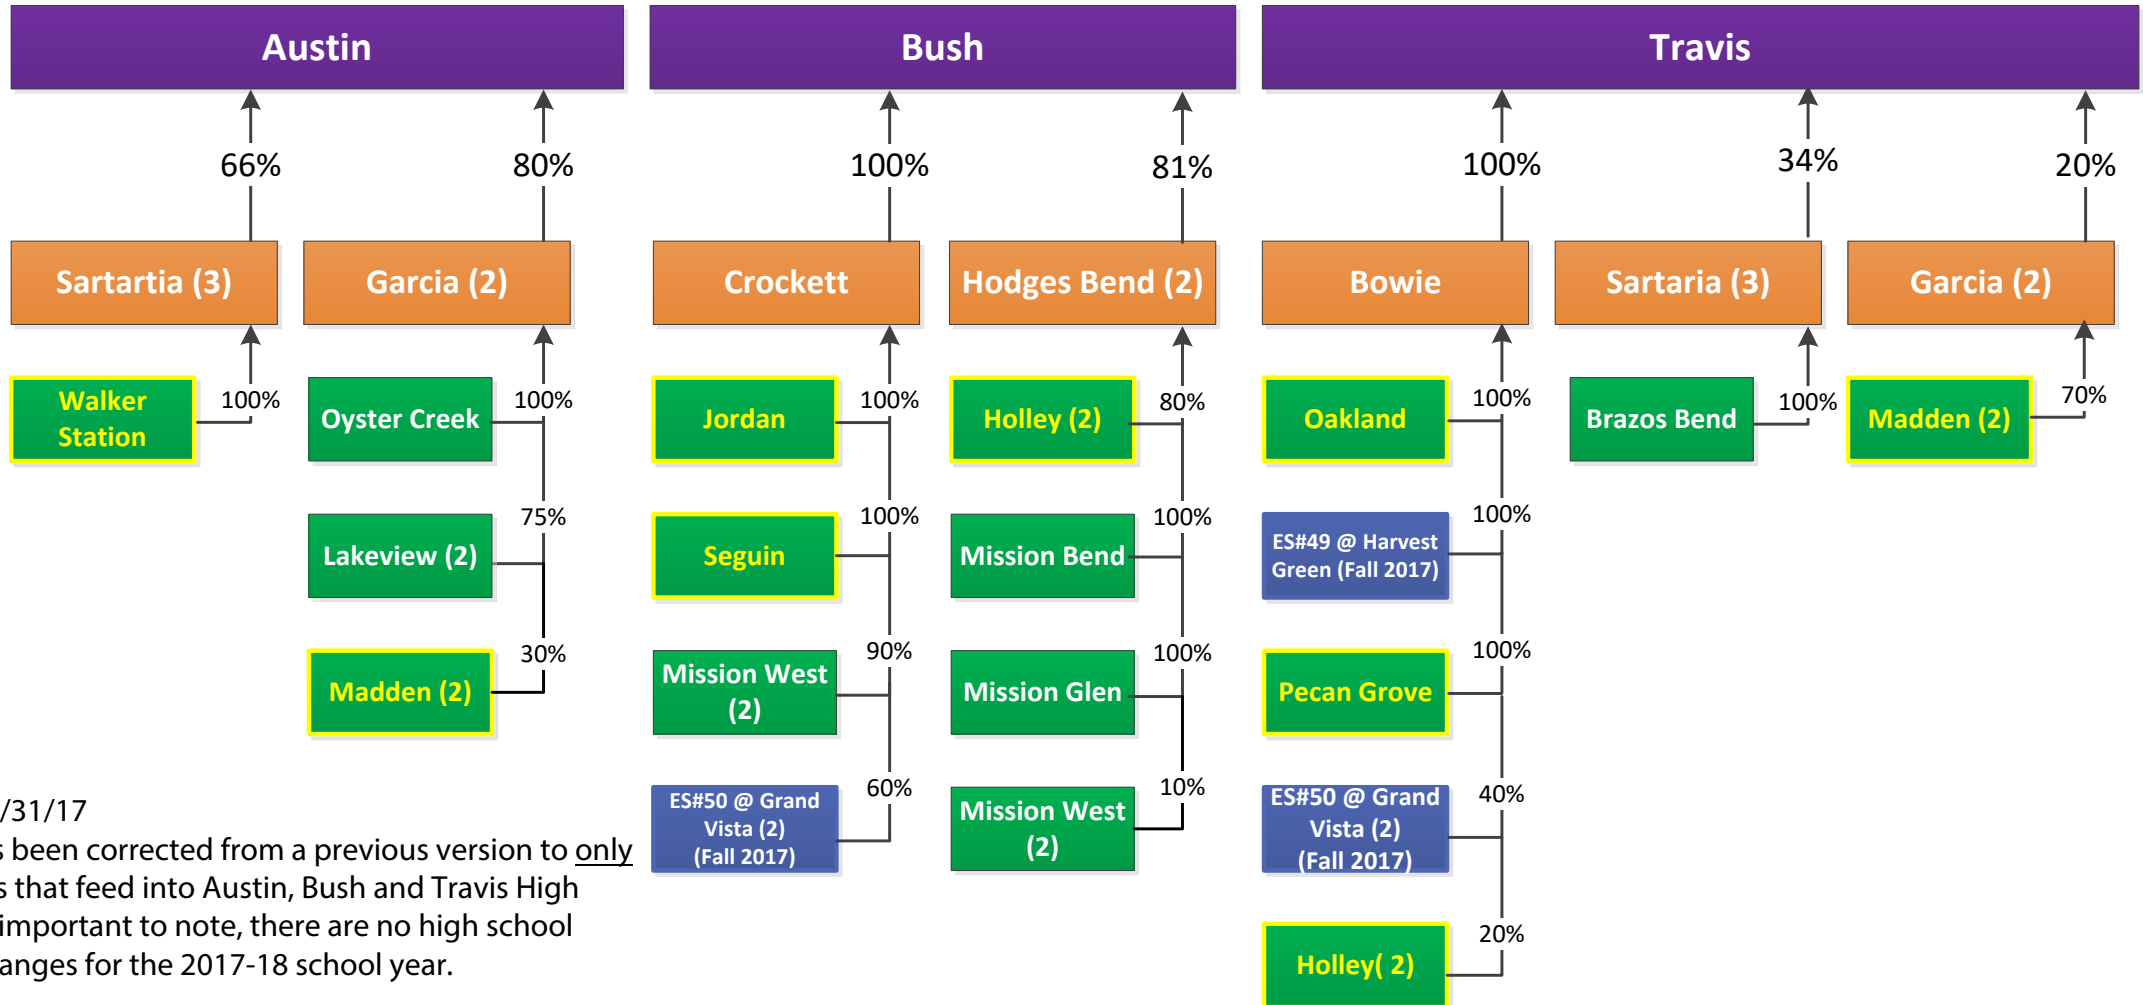 Austin
Bush
Travis
66%
80%
100%
81%
100%
34%
20%
Sartartia (3)
Garcia (2)
Crockett
Hodges Bend (2)
Bowie
Sartaria (3)
Garcia (2)
Walker
Station
100%
Oyster Creek
100%
Jordan
100%
Holley (2)
80%
Oakland
100%
Brazos Bend
100%
Madden (2)
70%
Lakeview (2)
75%
Seguin
100%
Mission Bend
100%
ES#49 @ Harvest
Green (Fall 2017)
100%
Madden (2)
30%
Mission West
(2)
90%
Mission Glen
100%
Pecan Grove
100%
ES#50 @ Grand
Vista (2)
(Fall 2017)
60%
Mission West
(2)
10%
ES#50 @ Grand
Vista (2)
(Fall 2017)
40%
Holley( 2)
20%
/31/17
s been corrected from a previous version to only
s that feed into Austin, Bush and Travis High
important to note, there are no high school
anges for the 2017-18 school year.